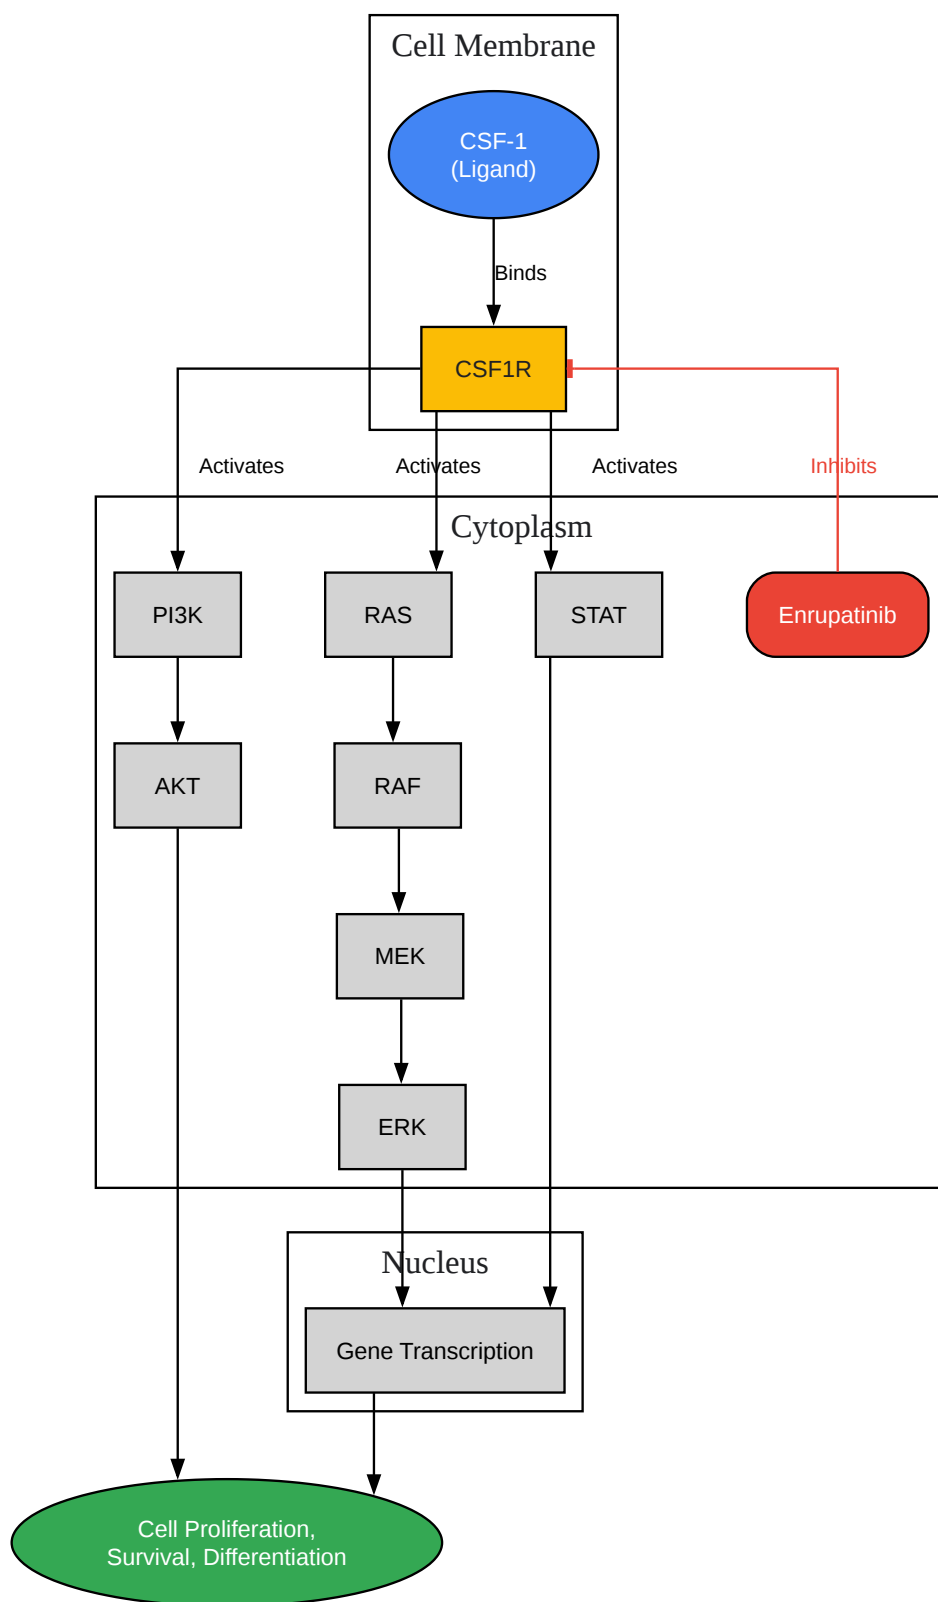 Cell Membrane
CSF-1
(Ligand)
Binds
CSF1R
Activates
Activates
Activates
Inhibits
Cytoplasm
PI3K
RAS
STAT
Enrupatinib
AKT
RAF
MEK
ERK
Nucleus
Gene Transcription
Cell Proliferation,
Survival, Differentiation